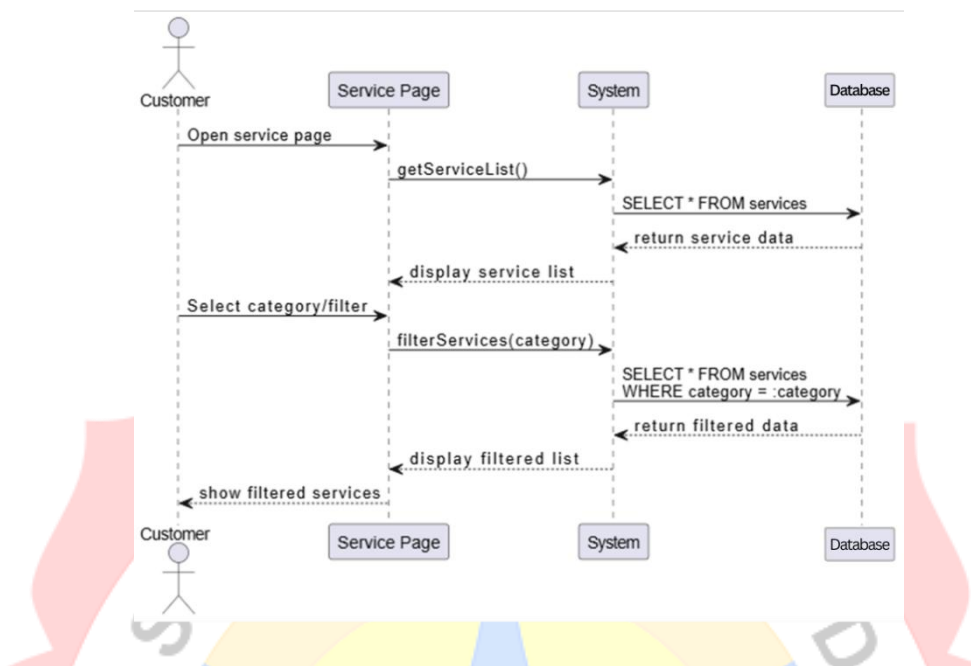 Customer
Service Page
System
Database
Open service page
getServiceList()
SELECT * FROM services
return service data
display service list
Select category/filter
filterServices(category)
SELECT * FROM services
WHERE category = :category
return filtered data
display filtered list
show filtered services
Customer
Service Page
System
Database
S
D